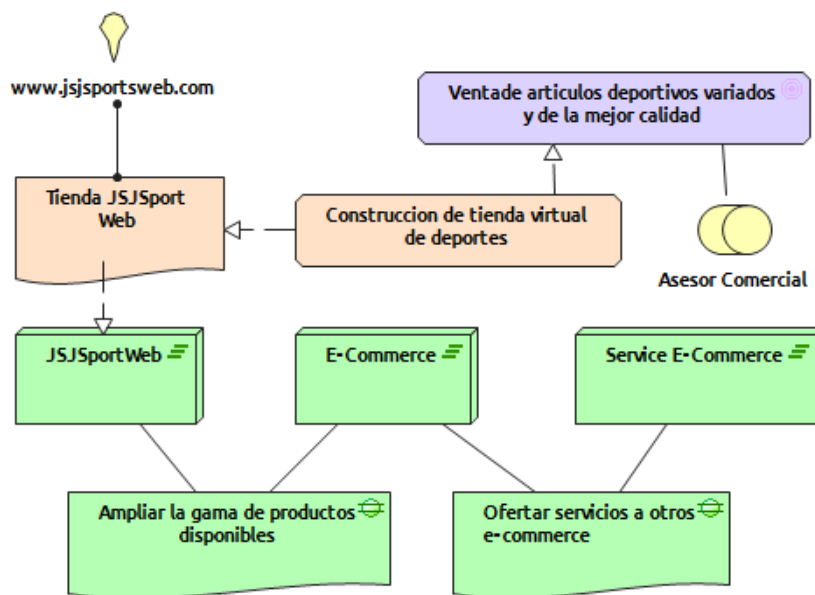 www.jsjsportsweb.com
Ventade articulos deportivos variados
y de la mejor calidad
Tienda JSJSport
Web
Construccion de tienda virtual
de deportes
Asesor Comercial
JSJSportWeb
E-Commerce
Service E-Commerce
Ampliar la gama de productos
disponibles
Ofertar servicios a otros
e-commerce